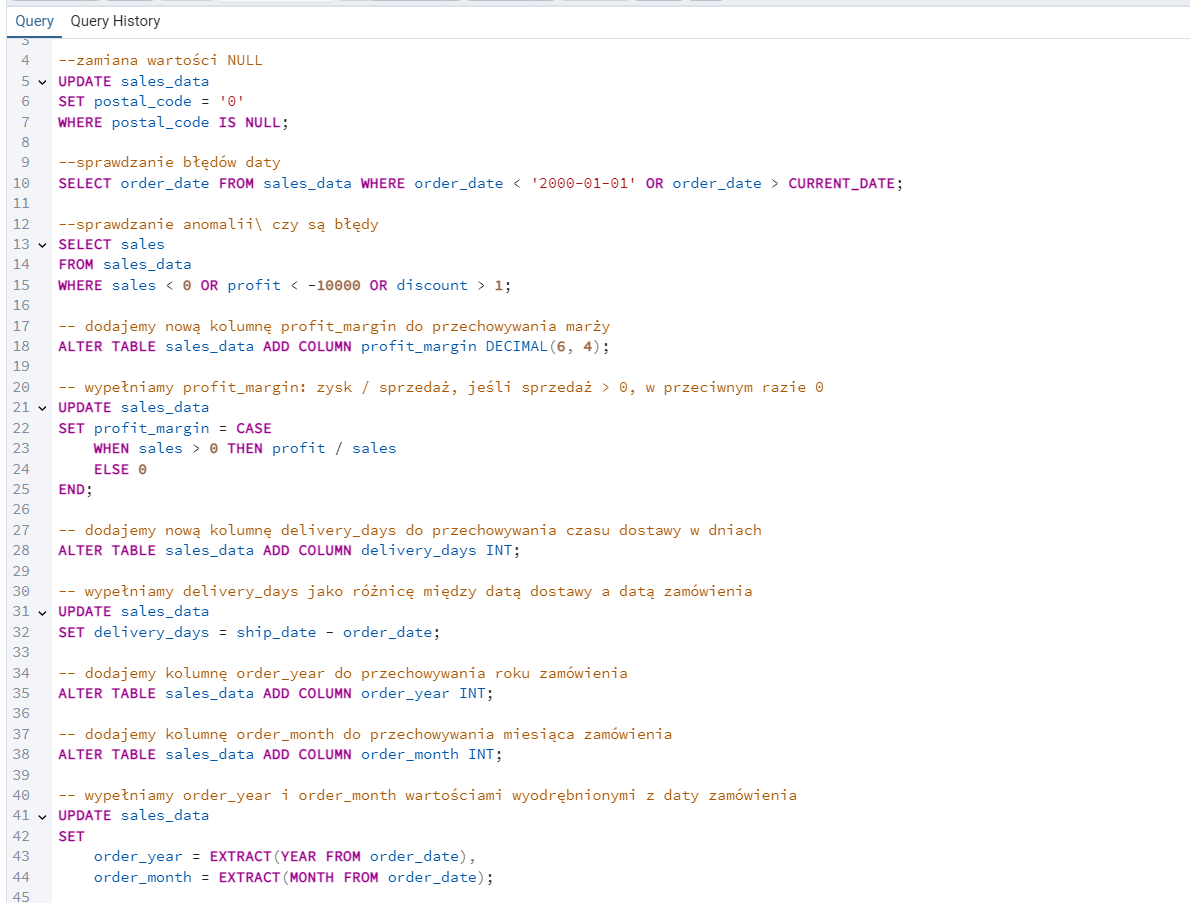 Query Query History
3
4 --zamiana wartości NULL
5 UPDATE sales_data
6 SET postal_code = '0'
7 WHERE postal_code IS NULL;
8
9 --sprawdzanie błędów daty
10 SELECT order_date FROM sales_data WHERE order_date < '2000-01-01' OR order_date > CURRENT_DATE;
11
12 --sprawdzanie anomalii\ czy są błędy
13 SELECT sales
14 FROM sales_data
15 WHERE sales < 0 OR profit < -10000 OR discount > 1;
16
17 -- dodajemy nową kolumnę profit_margin do przechowywania marży
18 ALTER TABLE sales_data ADD COLUMN profit_margin DECIMAL(6, 4);
19
20 -- wypełniamy profit_margin: zysk / sprzedaż, jeśli sprzedaż > 0, w przeciwnym razie 0
21 UPDATE sales_data
22 SET profit_margin = CASE
23     WHEN sales > 0 THEN profit / sales
24     ELSE 0
25 END;
26
27 -- dodajemy nową kolumnę delivery_days do przechowywania czasu dostawy w dniach
28 ALTER TABLE sales_data ADD COLUMN delivery_days INT;
29
30 -- wypełniamy delivery_days jako różnicę między datą dostawy a datą zamówienia
31 UPDATE sales_data
32 SET delivery_days = ship_date - order_date;
33
34 -- dodajemy kolumnę order_year do przechowywania roku zamówienia
35 ALTER TABLE sales_data ADD COLUMN order_year INT;
36
37 -- dodajemy kolumnę order_month do przechowywania miesiąca zamówienia
38 ALTER TABLE sales_data ADD COLUMN order_month INT;
39
40 -- wypełniamy order_year i order_month wartościami wyodrębnionymi z daty zamówienia
41 UPDATE sales_data
42 SET
43     order_year = EXTRACT(YEAR FROM order_date),
44     order_month = EXTRACT(MONTH FROM order_date);
45